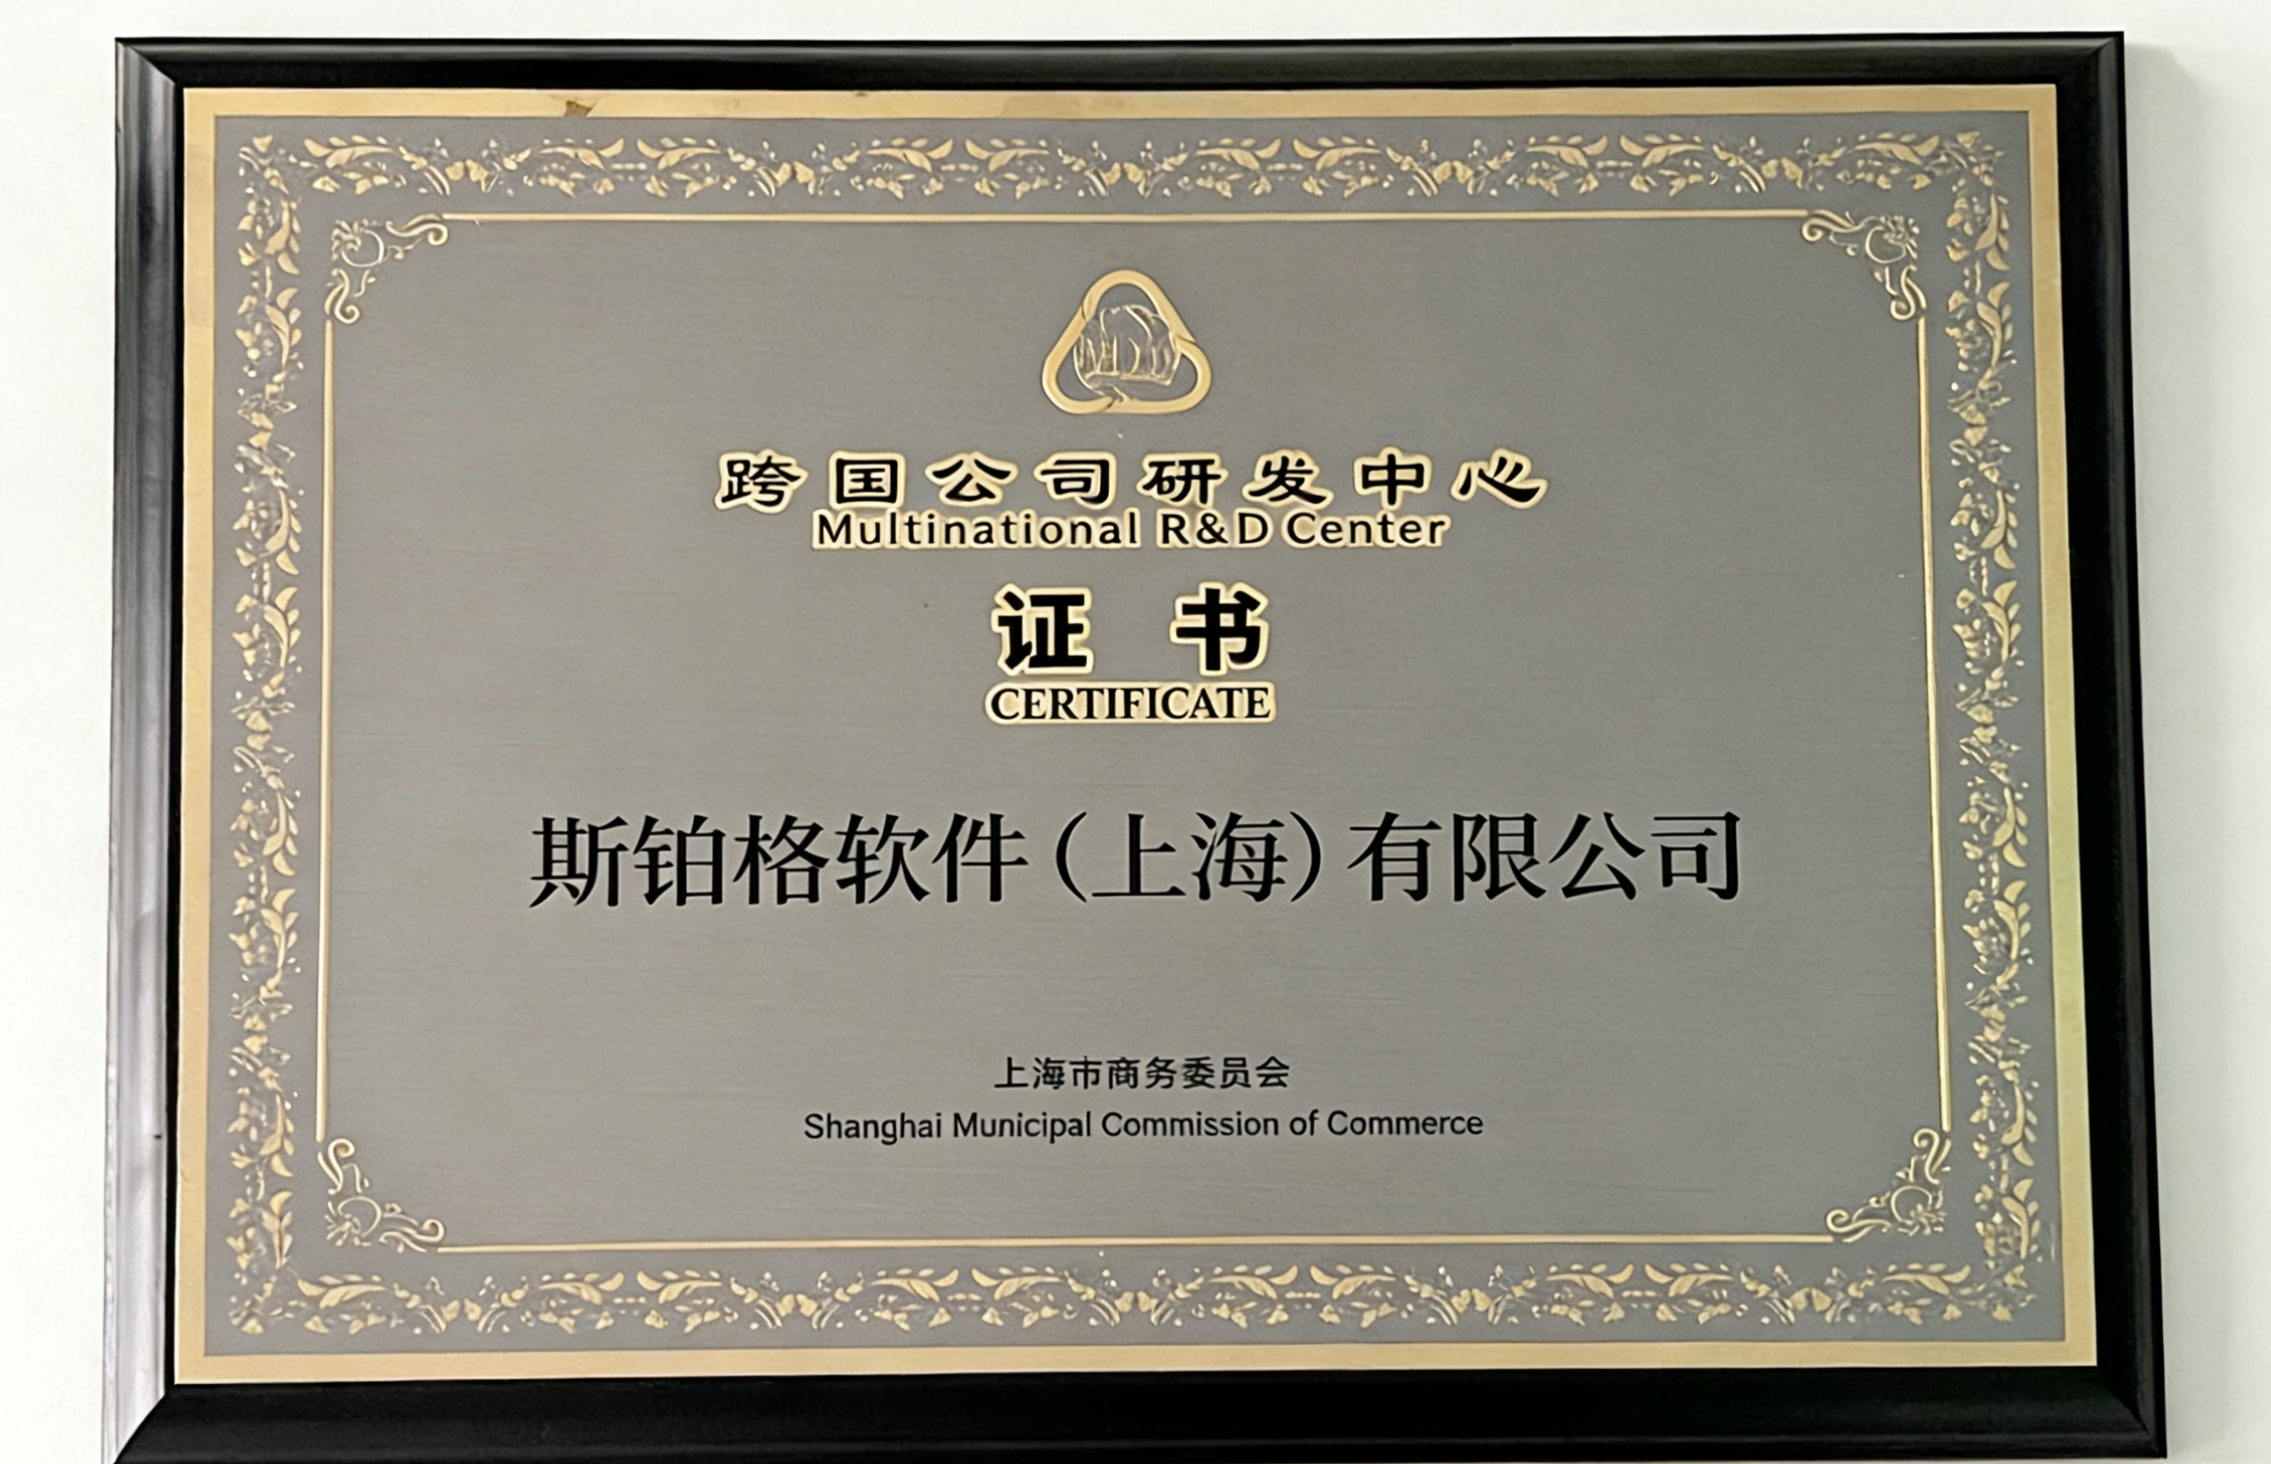 跨国公司研发中心
Multinational R&D Center
证 书
CERTIFICATE
斯铂格软件（上海）有限公司
上海市商务委员会
Shanghai Municipal Commission of Commerce